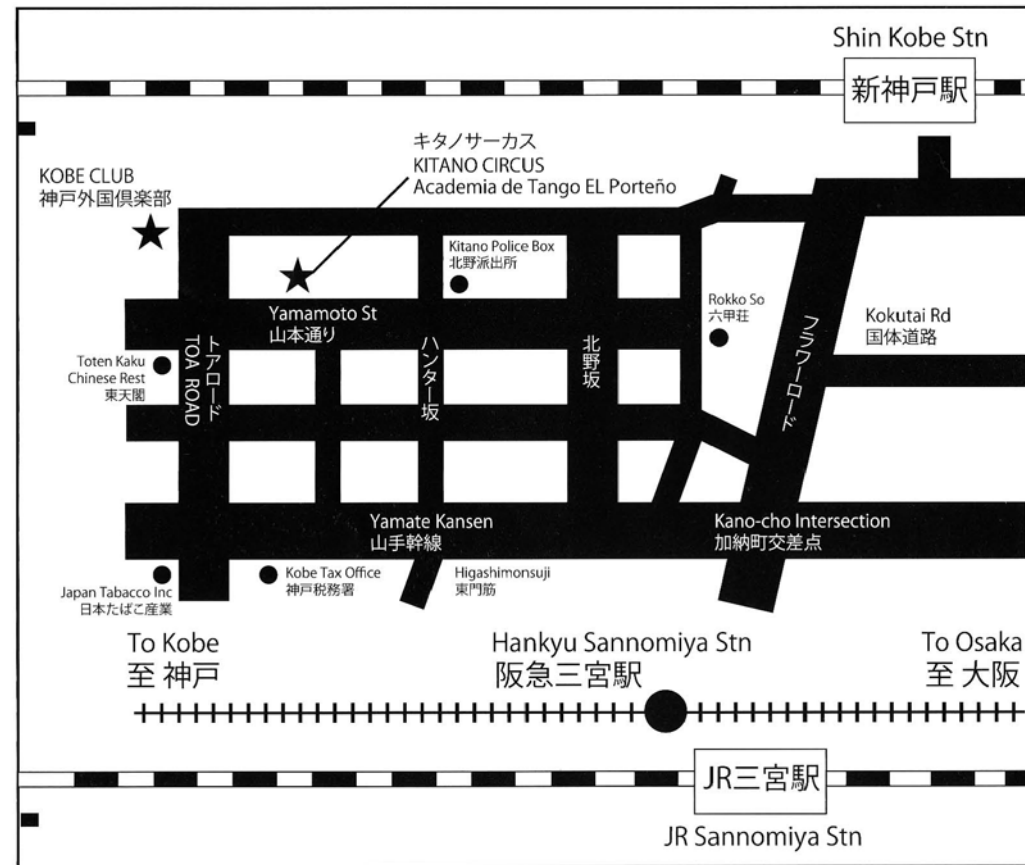 Shin Kobe Stn
新神戸駅
キタノサーカス
KITANO CIRCUS
Academia de Tango EL Porteño
KOBE CLUB
神戸外国倶楽部
Kitano Police Box
北野派出所
Yamamoto St
山本通り
Rokko So
六甲荘
Kokutai Rd
国体道路
Toten Kaku
Chinese Rest
東天閣
トアロード
TOA ROAD
ハンター坂
北野坂
フラワーロード
Yamate Kansen
山手幹線
Kano-cho Intersection
加納町交差点
Japan Tabacco Inc
日本たばこ産業
Kobe Tax Office
神戸税務署
Higashimonsuji
東門筋
To Kobe
至 神戸
Hankyu Sannomiya Stn
阪急三宮駅
To Osaka
至 大阪
JR三宮駅
JR Sannomiya Stn